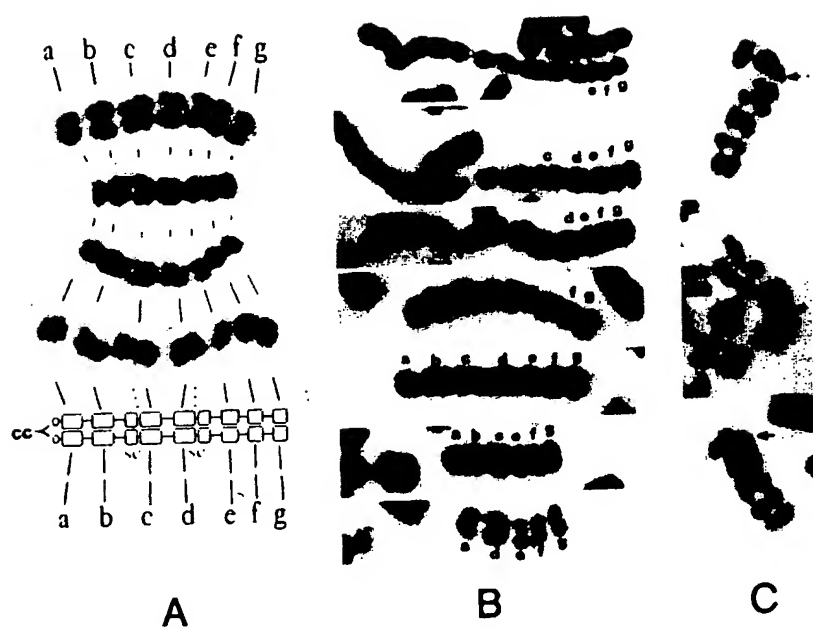 a b c d e f g
e f g
c d e f g
d e f g
f g
a b c d e f g
cc
a b c d e f g
a d e f g
a b c d e f g
A B C